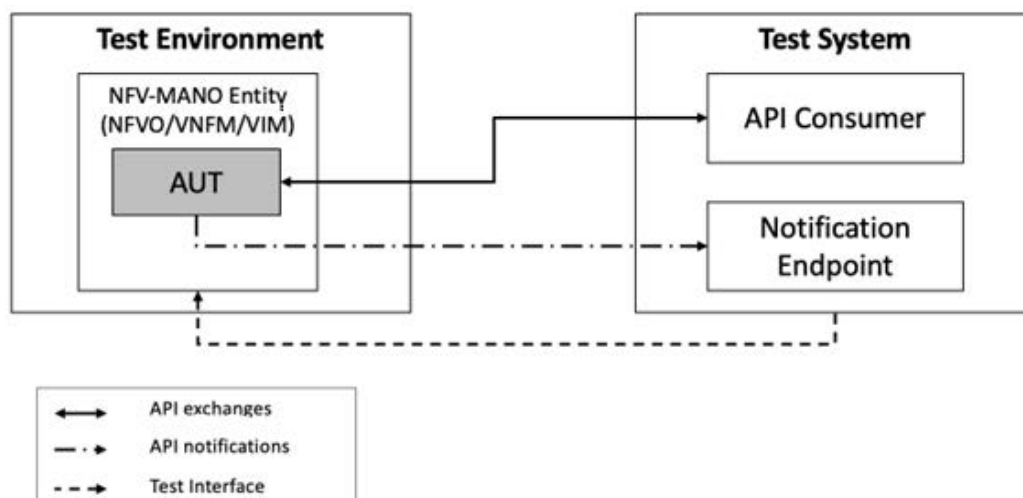 Test Environment
NFV-MANO Entity
(NFVO/VNFM/VIM)
AUT
Test System
API Consumer
Notification
Endpoint
API exchanges
API notifications
Test Interface